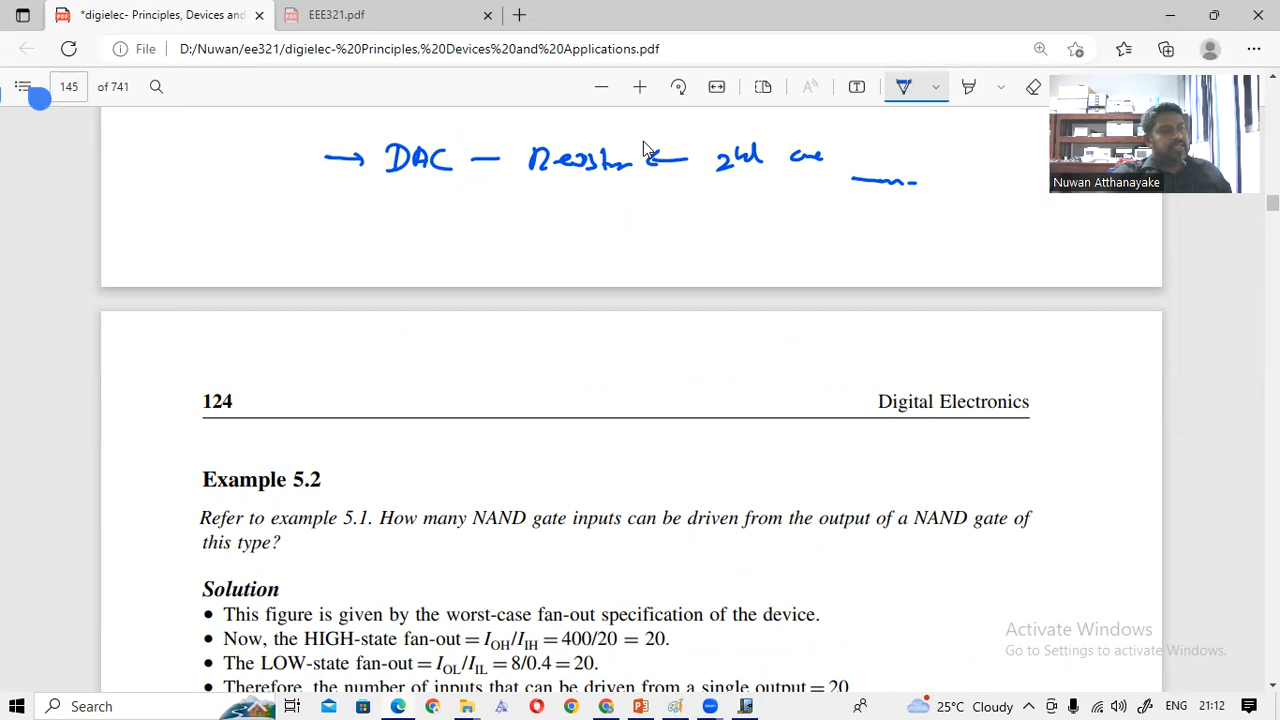 *digielec- Principles, Devices and
EEE321.pdf
File
D:/Nuwan/ee321/digielec-%20Principles,%20Devices%20and%20Applications.pdf
145
of 741
→ DAC —
Nuwan Atthanayake
124
Digital Electronics
Example 5.2
Refer to example 5.1. How many NAND gate inputs can be driven from the output of a NAND gate of
this type?
Solution
• This figure is given by the worst-case fan-out specification of the device.
• Now, the HIGH-state fan-out = IOH/IIH = 400/20 = 20.
• The LOW-state fan-out = IOL/IIL = 8/0.4 = 20.
• Therefore, the number of inputs that can be driven from a single output = 20
Activate Windows
Go to Settings to activate Windows.
Search
25°C Cloudy
ENG
21:12